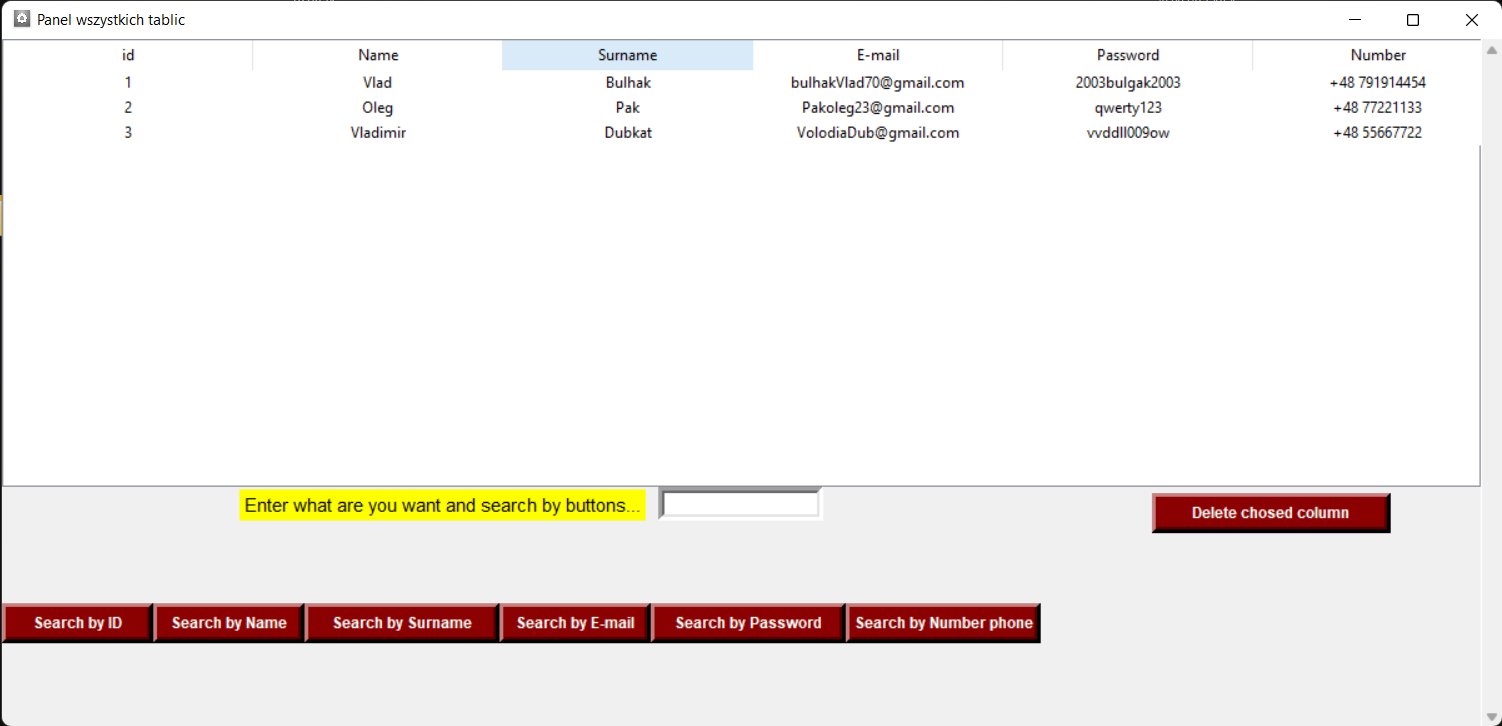 Panel wszystkich tablic
id Name Surname E-mail Password Number
1 Vlad Bulhak bulhakVlad70@gmail.com 2003bulgak2003 +48 791914454
2 Oleg Pak Pakoleg23@gmail.com qwerty123 +48 77221133
3 Vladimir Dubkat VolodiaDub@gmail.com vvddll009ow +48 55667722
Enter what are you want and search by buttons... Delete chosed column
Search by ID Search by Name Search by Surname Search by E-mail Search by Password Search by Number phone